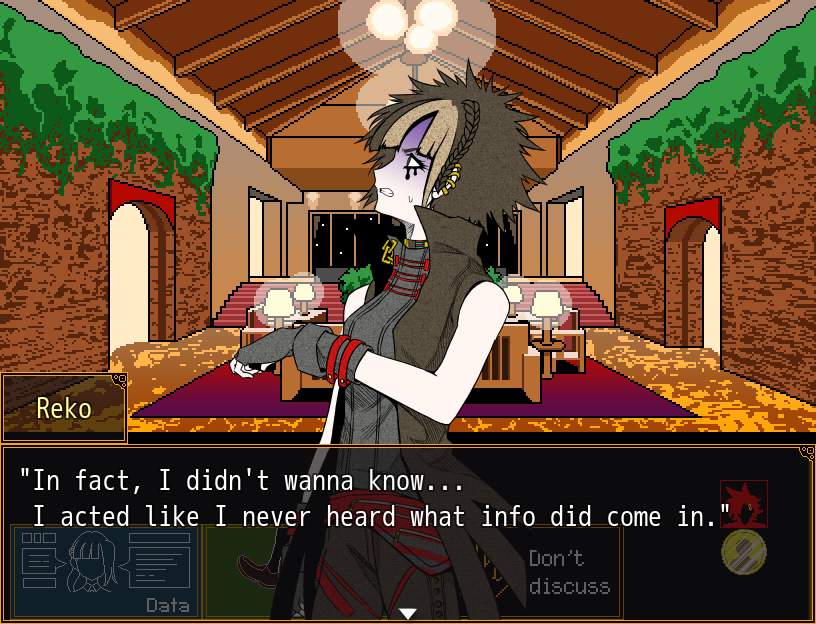 Reko
"In fact, I didn't wanna know...
I acted like I never heard what info did come in."
Don't
discuss
Data